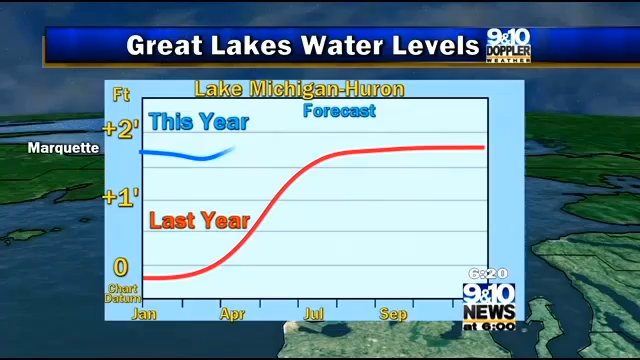 Great Lakes Water Levels
9&10
DOPPLER
WEATHER
Ft
Lake Michigan-Huron
Forecast
+2'
This Year
Marquette
+1'
Last Year
0
Chart
Datum
Jan
Apr
Jul
Sep
6:20
9&10
NEWS
at 6:00